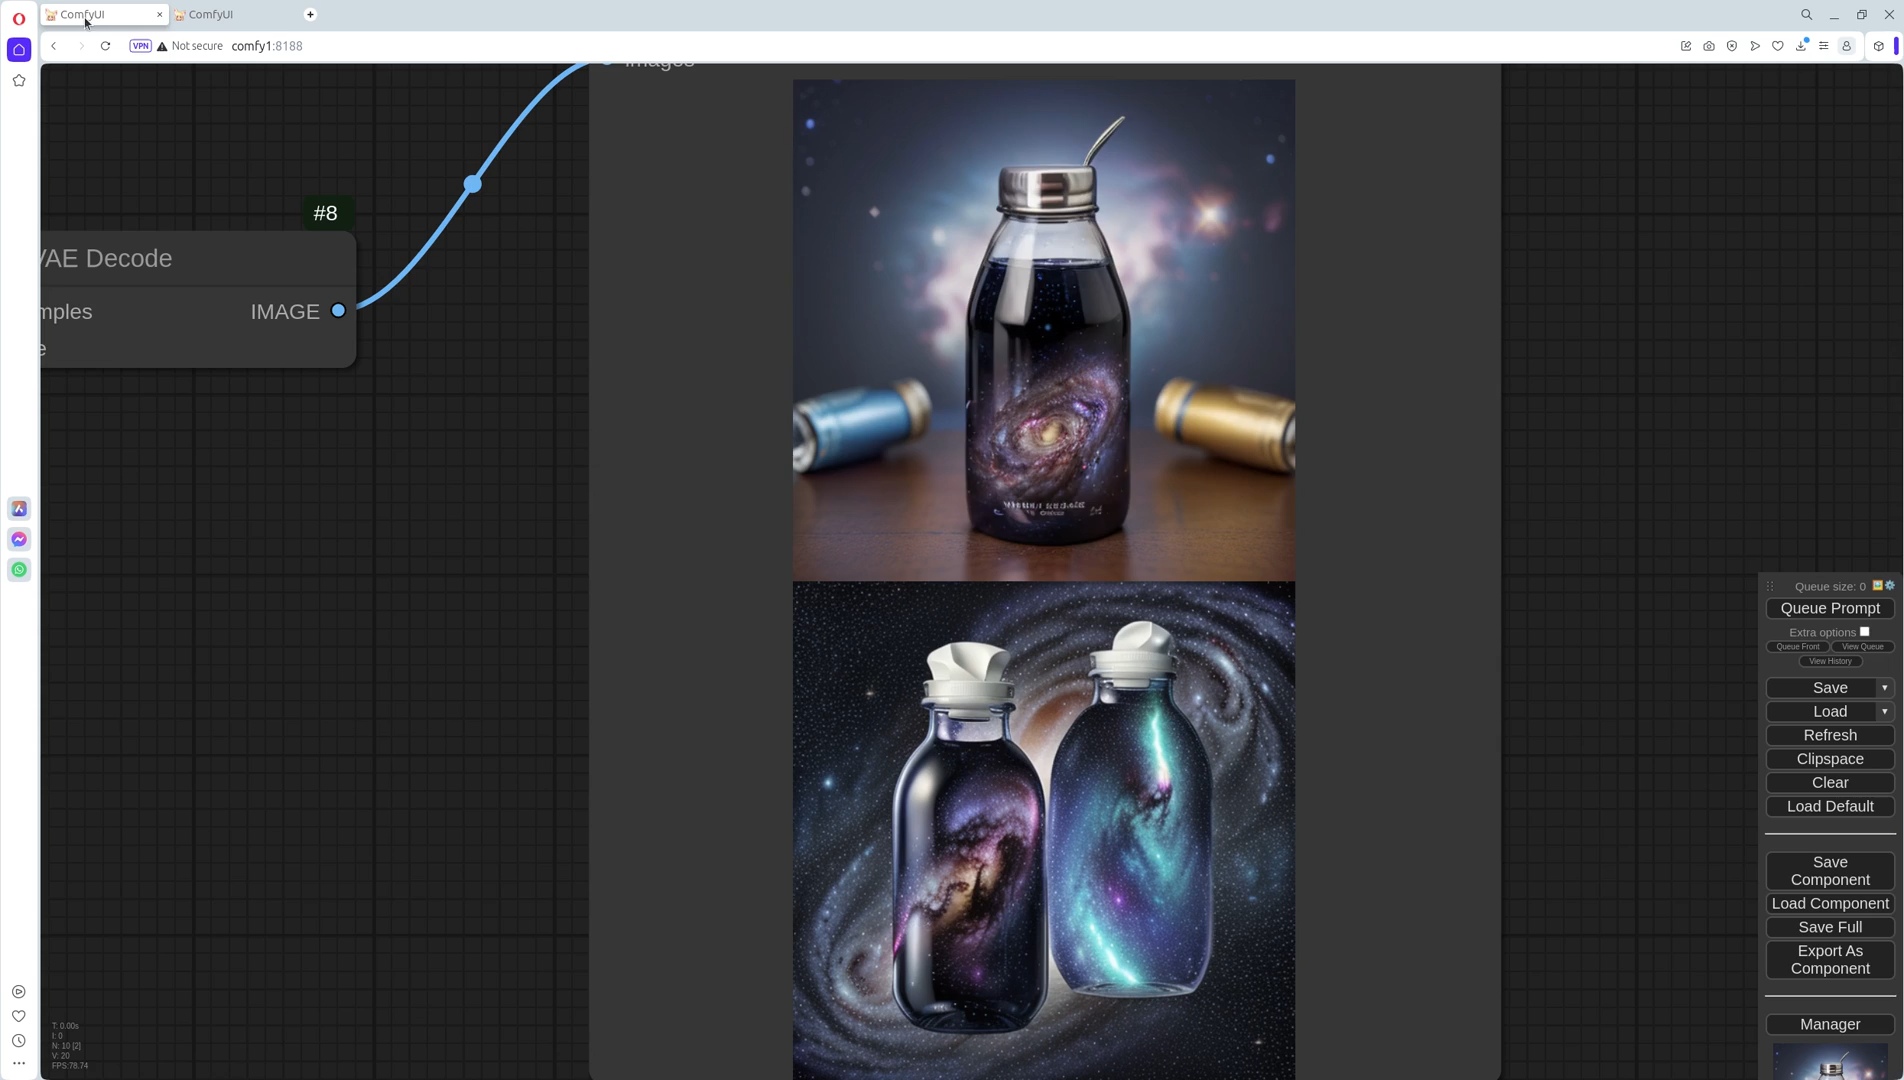 ComfyUI
ComfyUI
VPN
Not secure
comfy1:8188
images
#8
VAE Decode
mples
IMAGE
e
Queue size: 0
Queue Prompt
Extra options
Queue Front
View Queue
View History
Save
Load
Refresh
Clipspace
Clear
Load Default
Save
Component
Load Component
Save Full
Export As
Component
Manager
T: 0.00s
I: 0
N: 10 [2]
V: 20
FPS:78.74